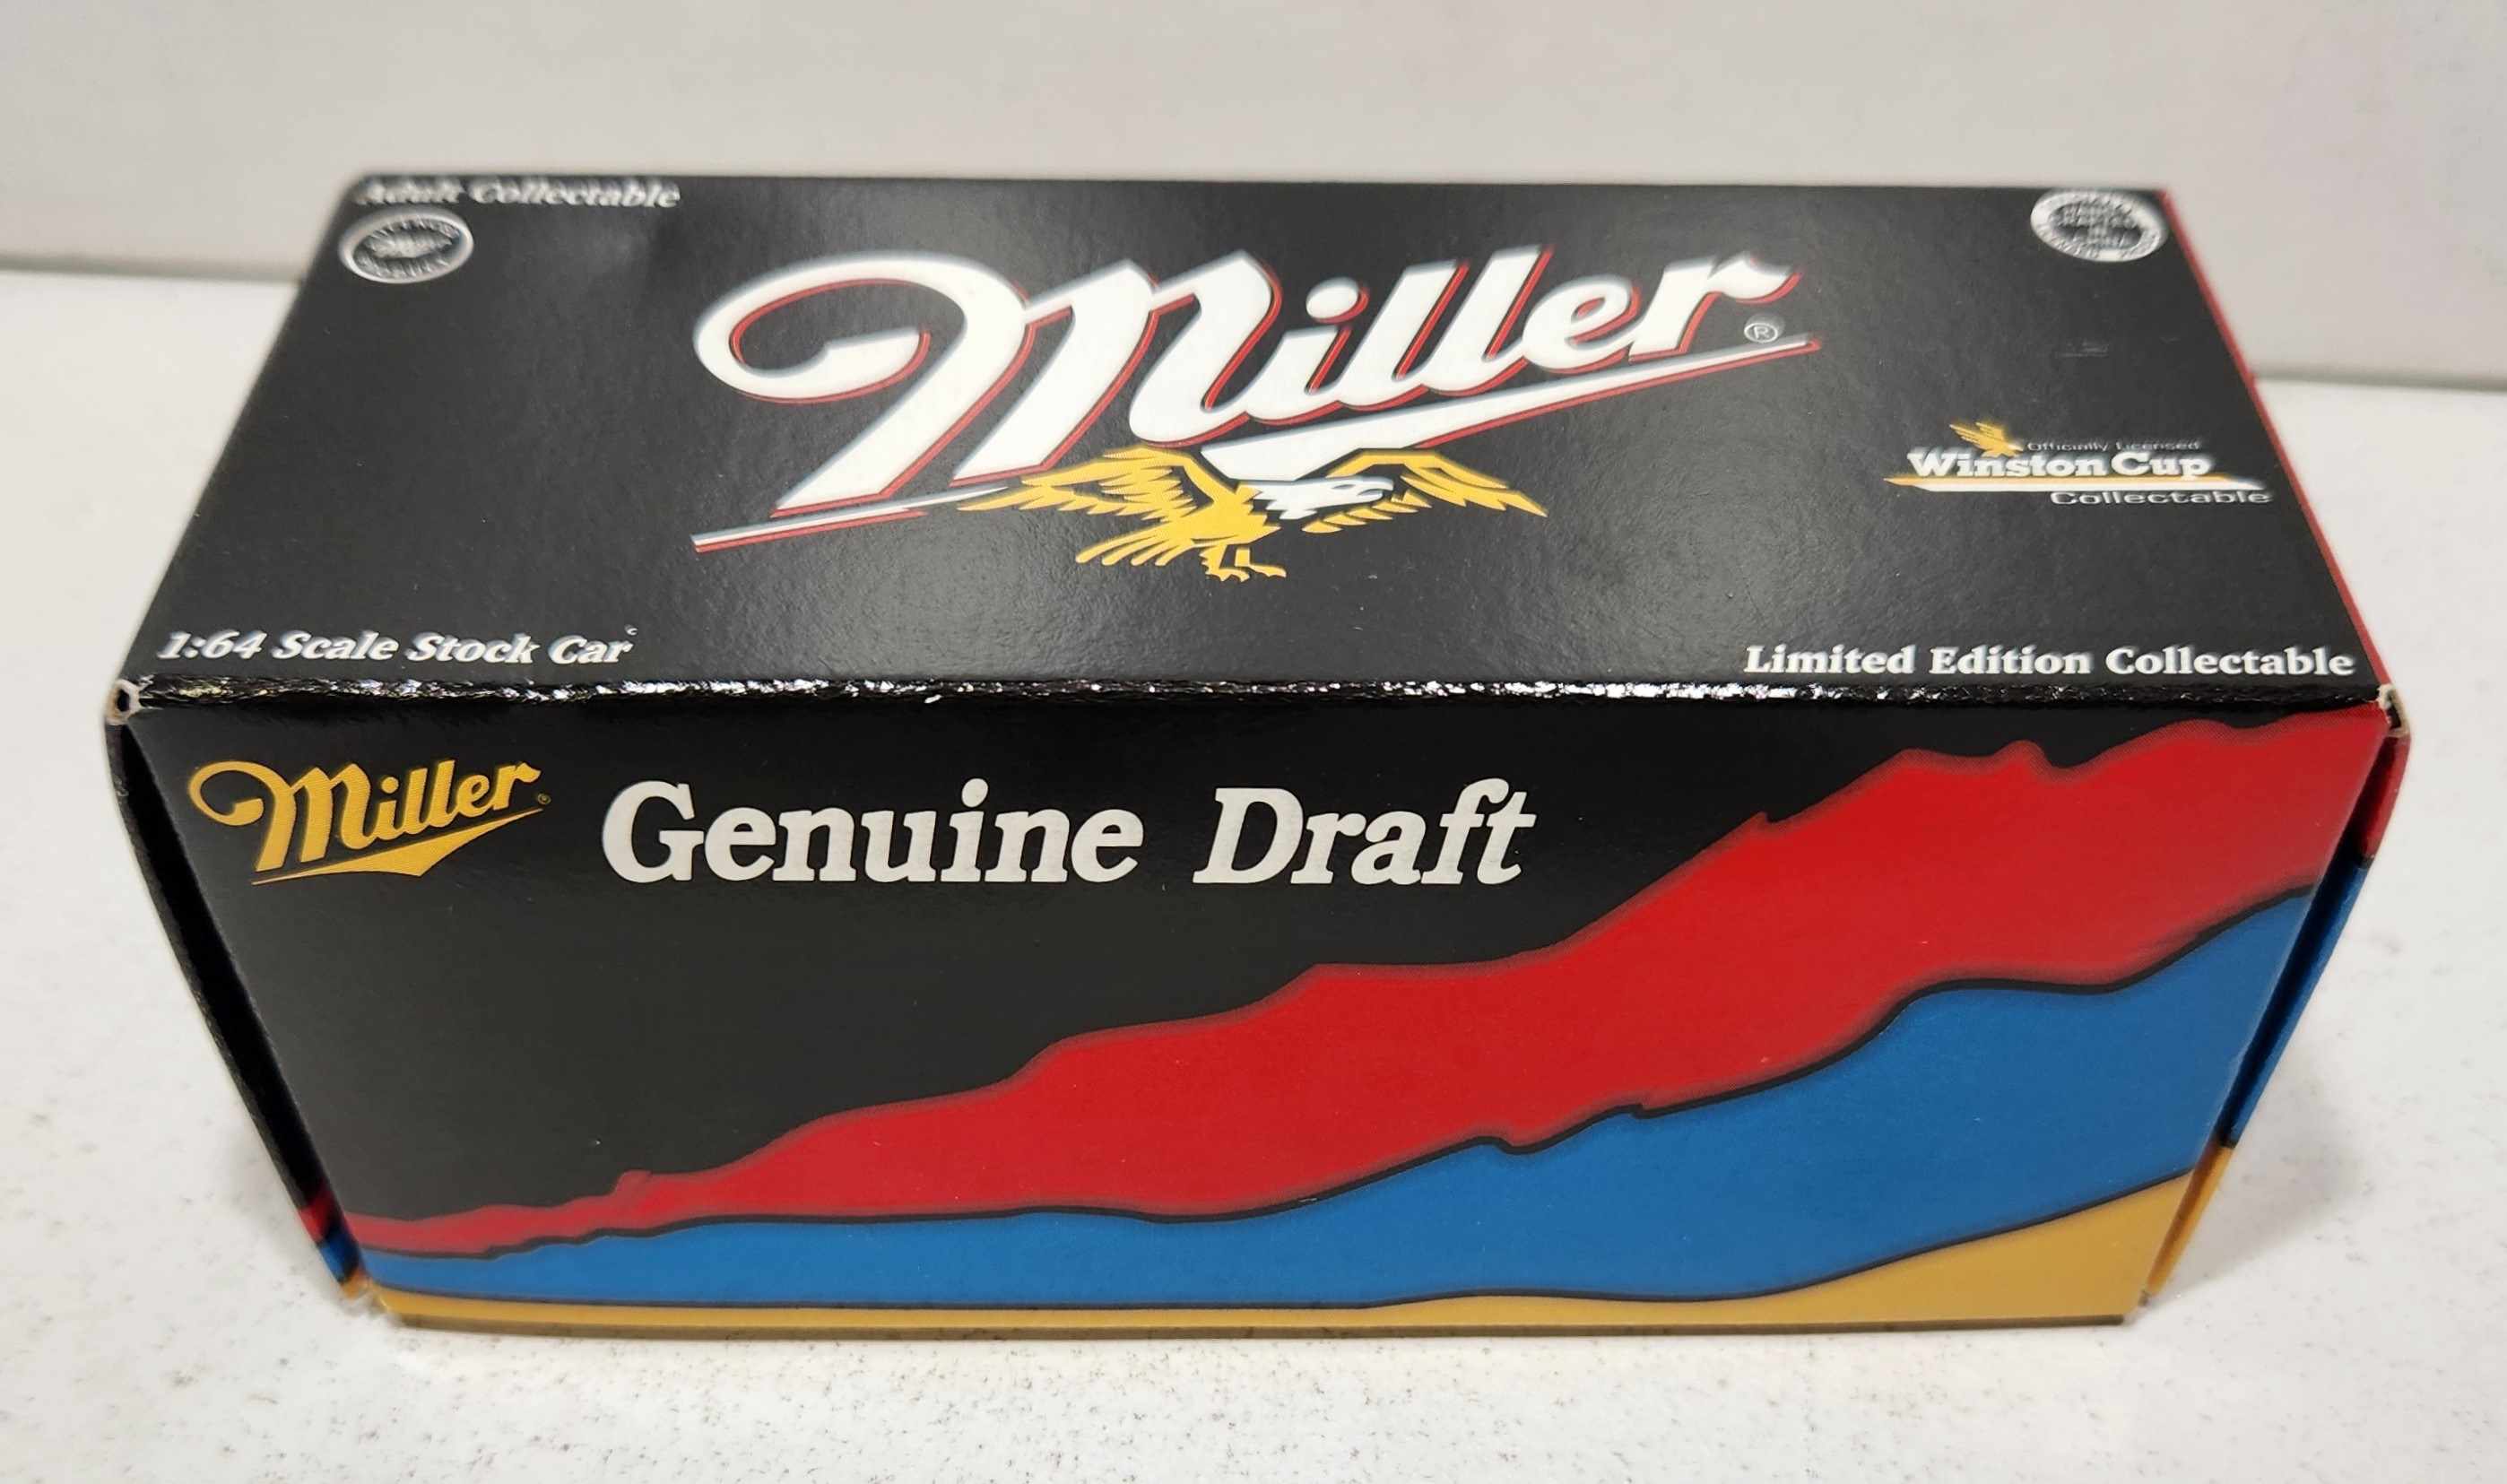 Adult Collectable
Miller®
Officially Licensed
Winston Cup
Collectable
1:64 Scale Stock Car
Limited Edition Collectable
Miller®
Genuine Draft